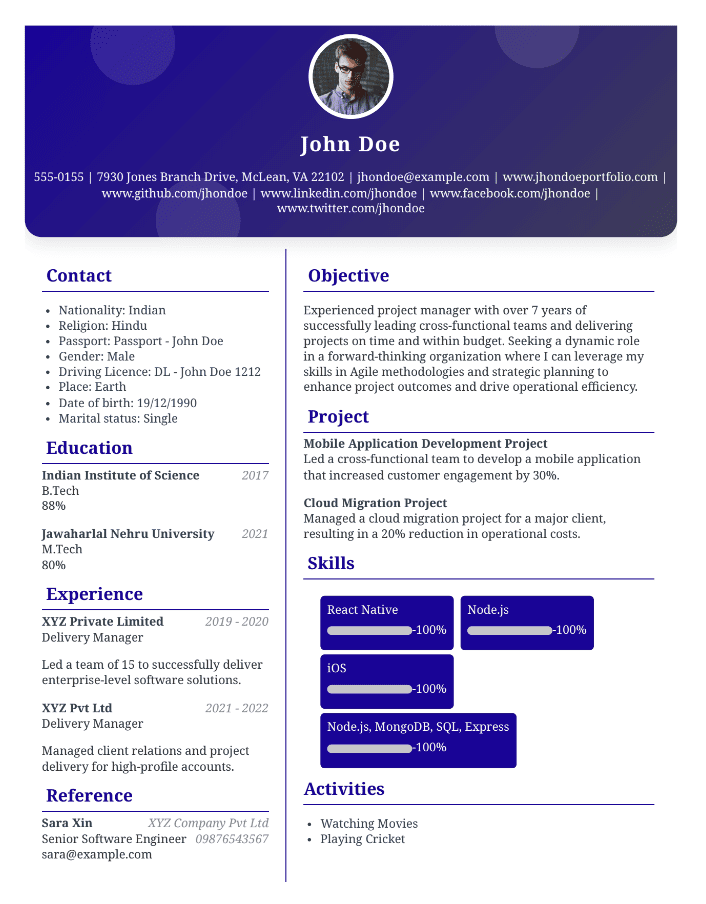 John Doe
555-0155 | 7930 Jones Branch Drive, McLean, VA 22102 | jhondoe@example.com | www.jhondoeportfolio.com |
www.github.com/jhondoe | www.linkedin.com/jhondoe | www.facebook.com/jhondoe |
www.twitter.com/jhondoe
Contact
• Nationality: Indian
• Religion: Hindu
• Passport: Passport - John Doe
• Gender: Male
• Driving Licence: DL - John Doe 1212
• Place: Earth
• Date of birth: 19/12/1990
• Marital status: Single
Education
Indian Institute of Science 2017
B.Tech
88%
Jawaharlal Nehru University 2021
M.Tech
80%
Experience
XYZ Private Limited 2019 - 2020
Delivery Manager
Led a team of 15 to successfully deliver
enterprise-level software solutions.
XYZ Pvt Ltd 2021 - 2022
Delivery Manager
Managed client relations and project
delivery for high-profile accounts.
Reference
Sara Xin XYZ Company Pvt Ltd
Senior Software Engineer 09876543567
sara@example.com
Objective
Experienced project manager with over 7 years of
successfully leading cross-functional teams and delivering
projects on time and within budget. Seeking a dynamic role
in a forward-thinking organization where I can leverage my
skills in Agile methodologies and strategic planning to
enhance project outcomes and drive operational efficiency.
Project
Mobile Application Development Project
Led a cross-functional team to develop a mobile application
that increased customer engagement by 30%.
Cloud Migration Project
Managed a cloud migration project for a major client,
resulting in a 20% reduction in operational costs.
Skills
React Native
-100%
Node.js
-100%
iOS
-100%
Node.js, MongoDB, SQL, Express
-100%
Activities
• Watching Movies
• Playing Cricket